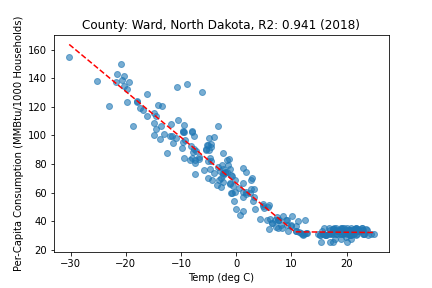 County: Ward, North Dakota, R2: 0.941 (2018)
Per-Capita Consumption (MMBtu/1000 Households)
160
140
120
100
80
60
40
20
−30 −20 −10 0 10 20
Temp (deg C)